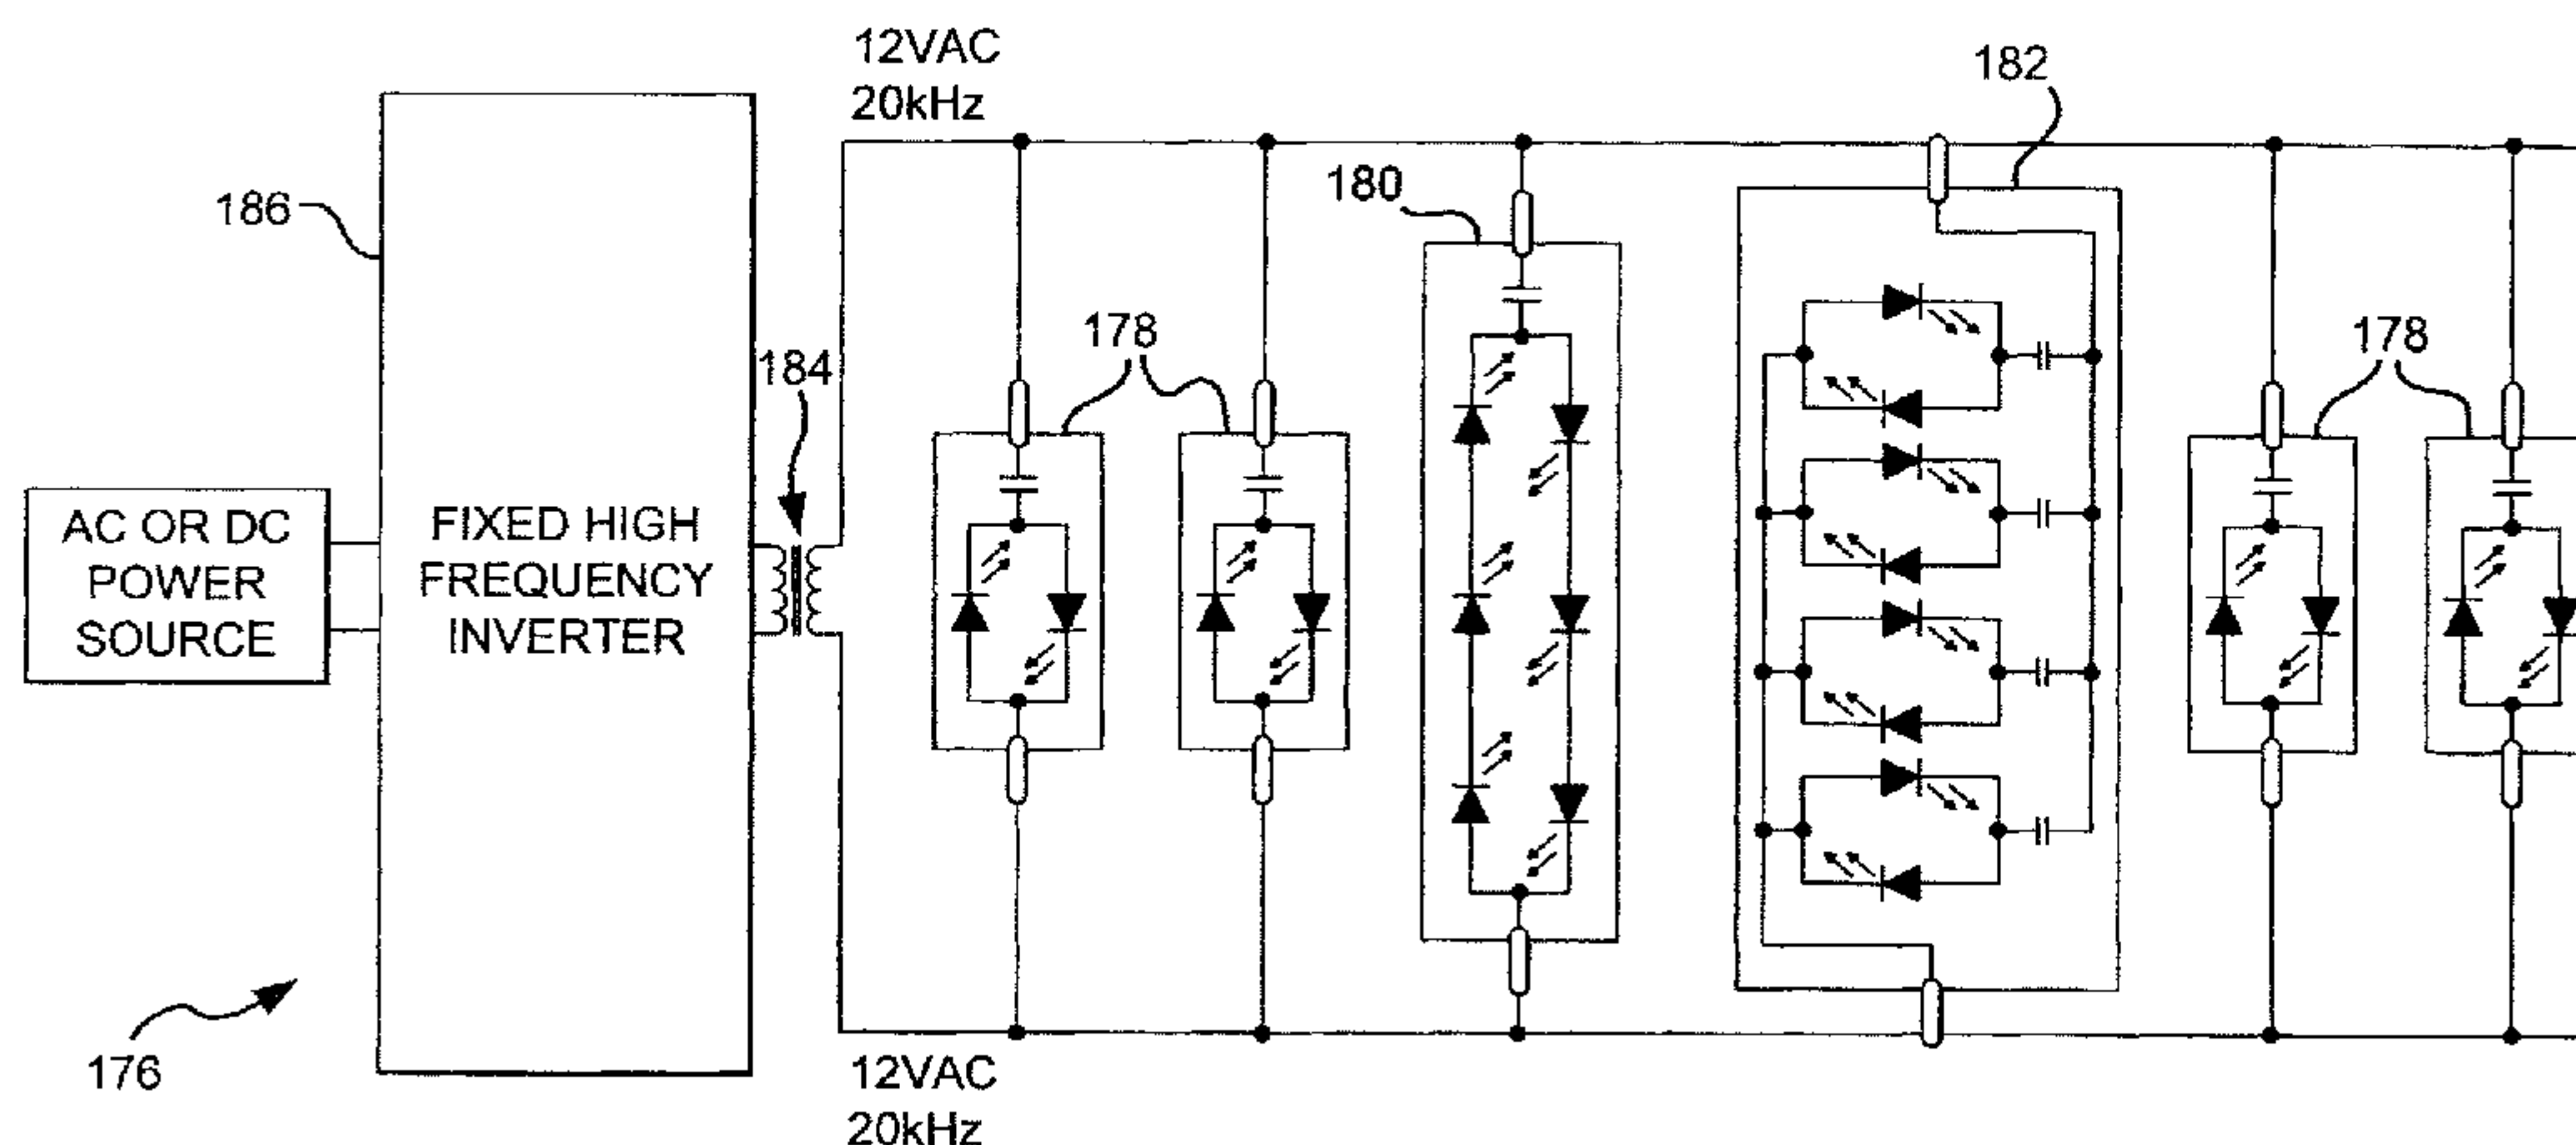 12VAC
20kHz
182
180
186
178
178
184
AC OR DC
POWER
SOURCE
FIXED HIGH
FREQUENCY
INVERTER
176
12VAC
20kHz